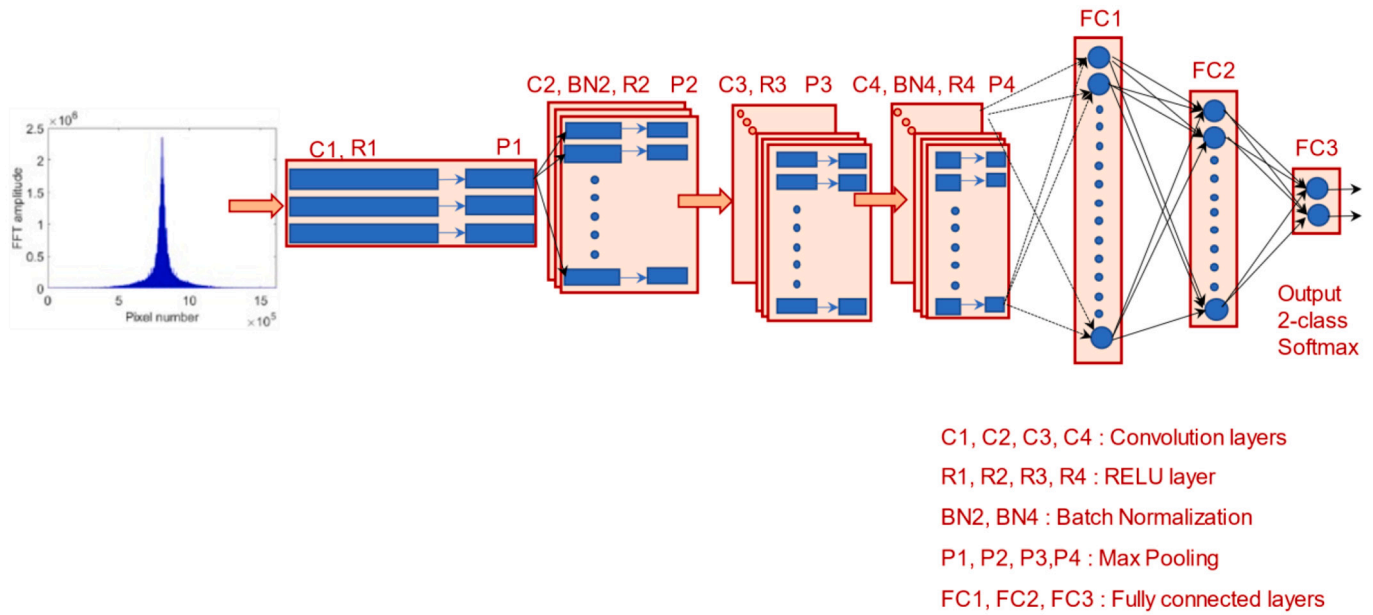 FC1
FC2
C2, BN2, R2 P2
C3, R3 P3
C4, BN4, R4 P4
C1, R1 P1
FC3
×10⁶
2.5
2
1.5
1
0.5
0
FFT amplitude
0 5 10 15
Pixel number
×10⁵
Output
2-class
Softmax
C1, C2, C3, C4 : Convolution layers
R1, R2, R3, R4 : RELU layer
BN2, BN4 : Batch Normalization
P1, P2, P3,P4 : Max Pooling
FC1, FC2, FC3 : Fully connected layers